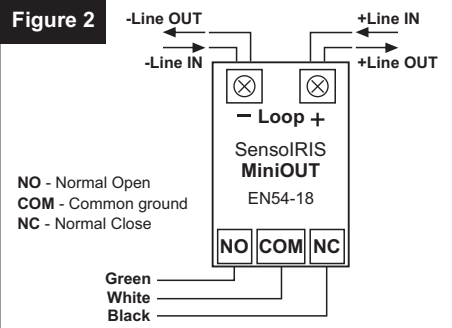 Figure 2
-Line OUT
+Line IN
-Line IN
+Line OUT
– Loop +
SensoIRIS
MiniOUT
EN54-18
NO - Normal Open
COM - Common ground
NC - Normal Close
NO COM NC
Green
White
Black